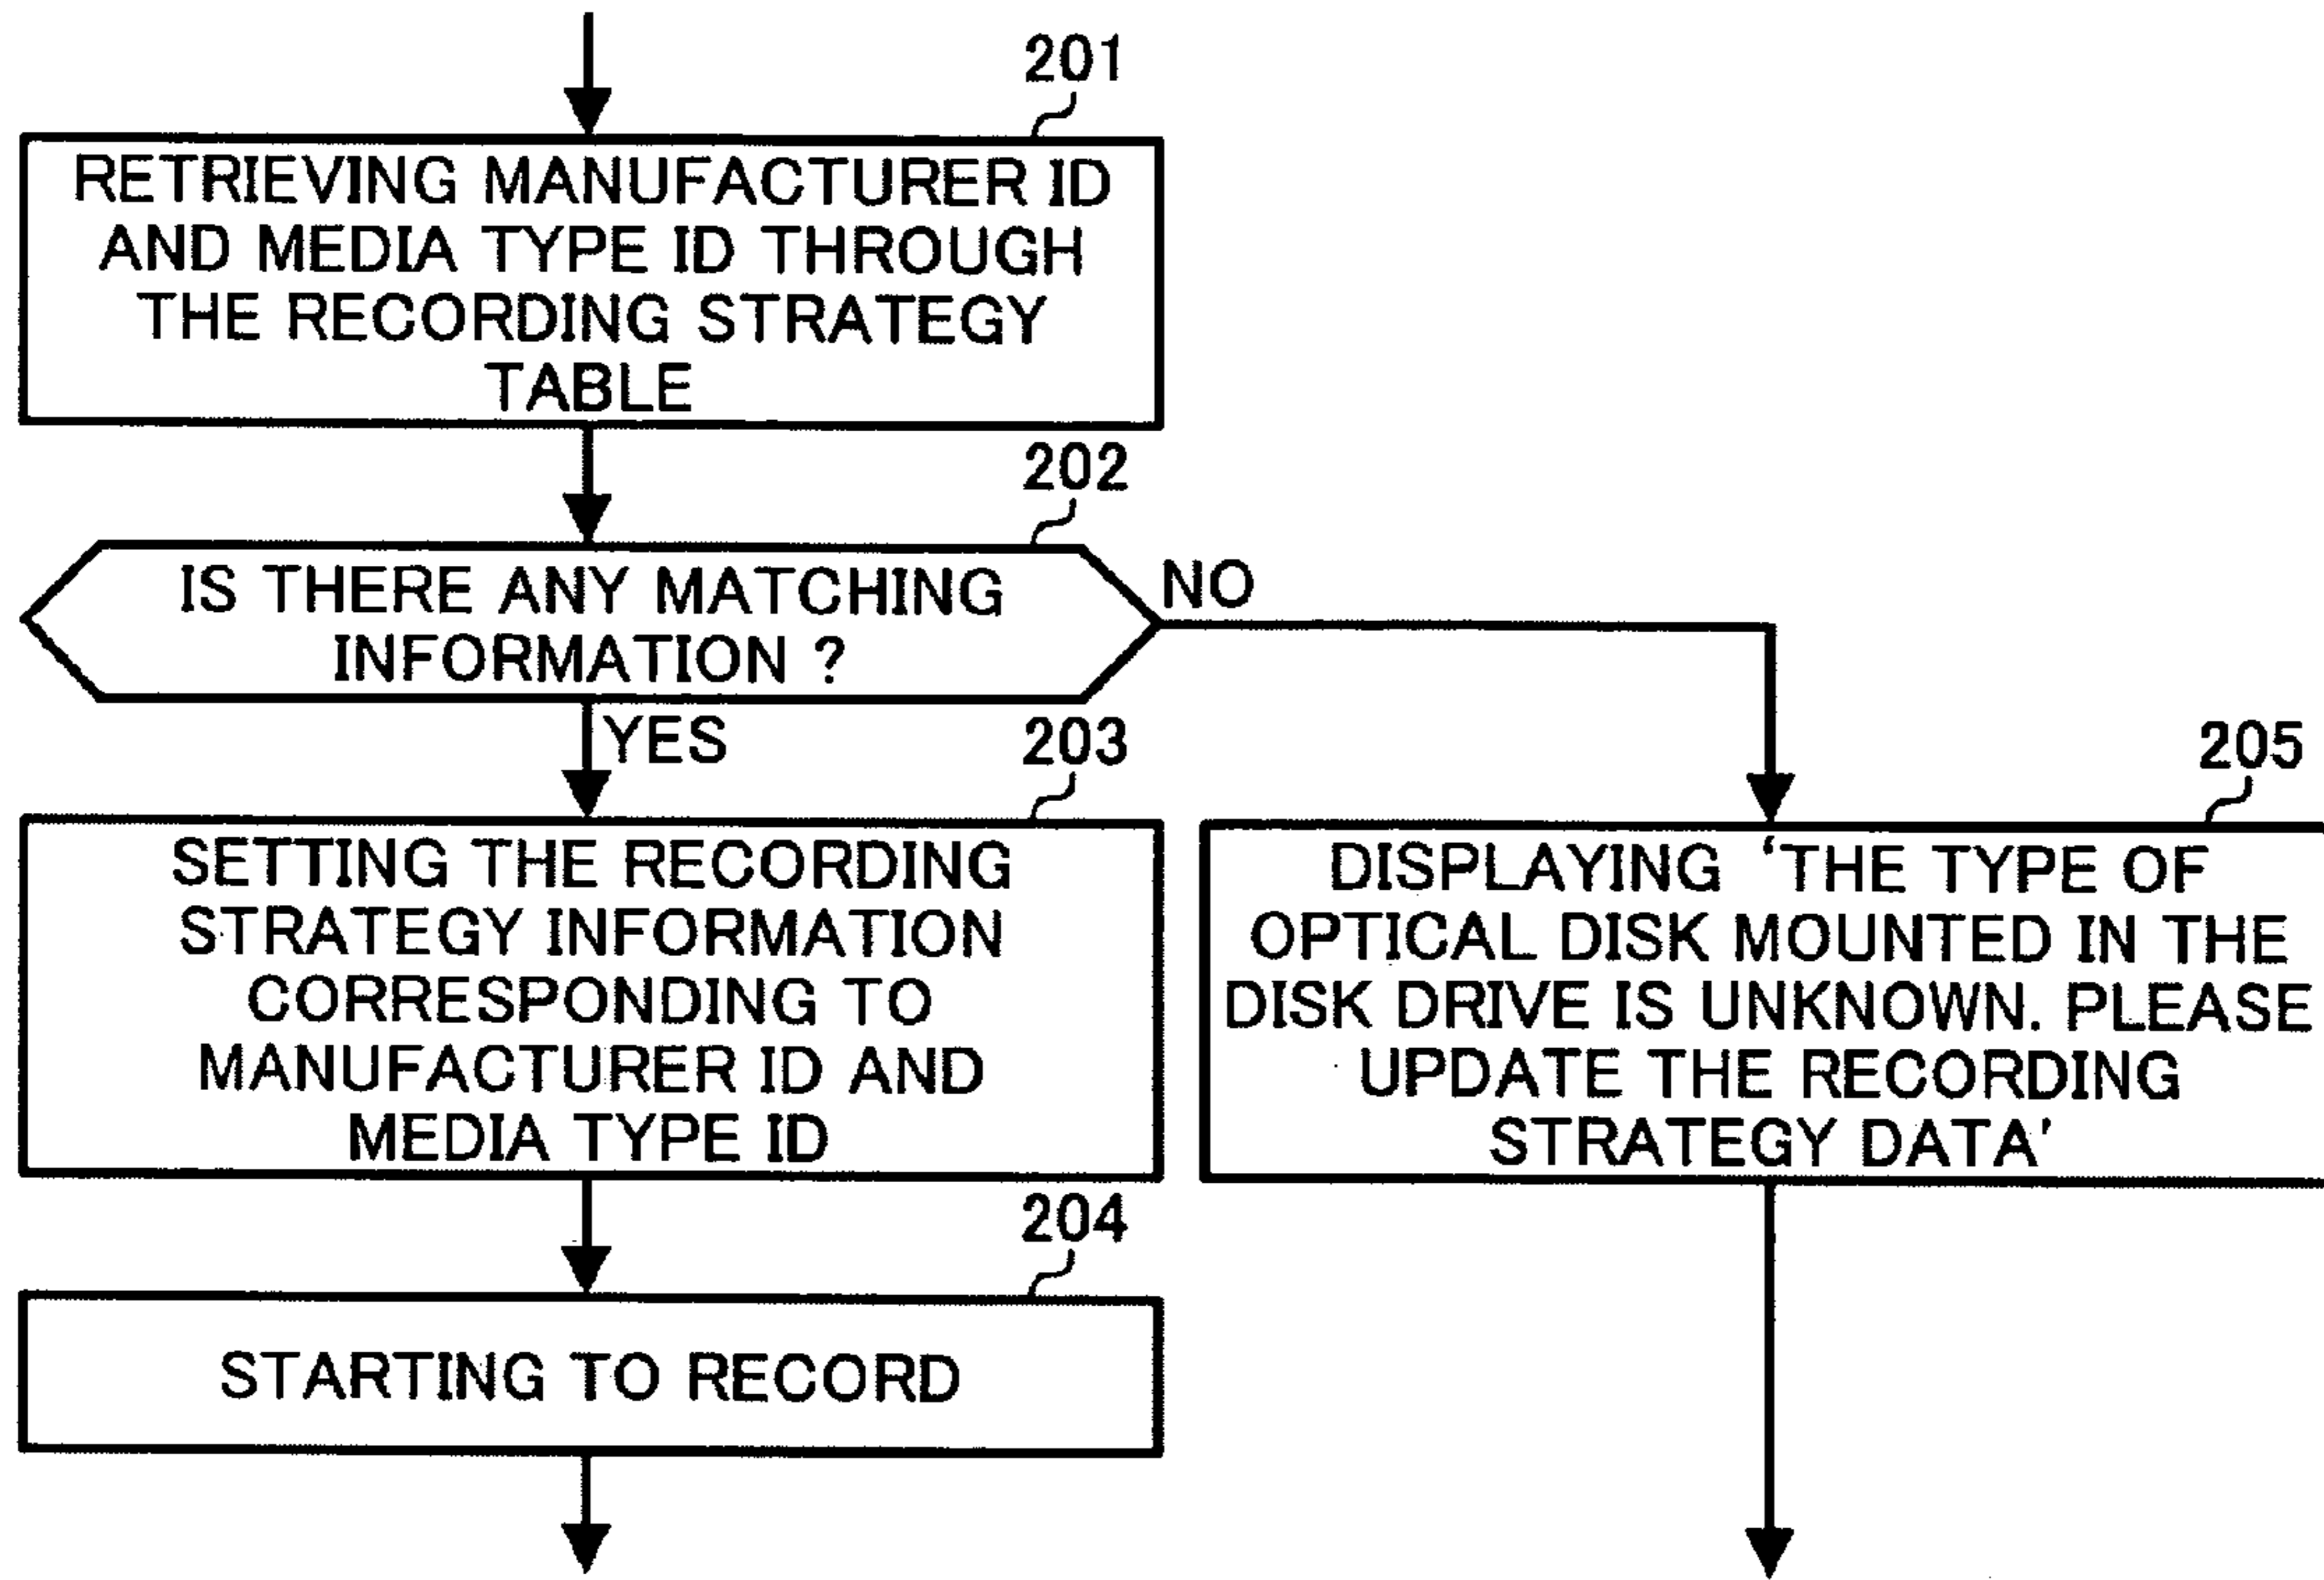 201
RETRIEVING MANUFACTURER ID
AND MEDIA TYPE ID THROUGH
THE RECORDING STRATEGY
TABLE
202
IS THERE ANY MATCHING
INFORMATION ?
NO
YES
203
SETTING THE RECORDING
STRATEGY INFORMATION
CORRESPONDING TO
MANUFACTURER ID AND
MEDIA TYPE ID
205
DISPLAYING ‘THE TYPE OF
OPTICAL DISK MOUNTED IN THE
DISK DRIVE IS UNKNOWN. PLEASE
UPDATE THE RECORDING
STRATEGY DATA’
204
STARTING TO RECORD